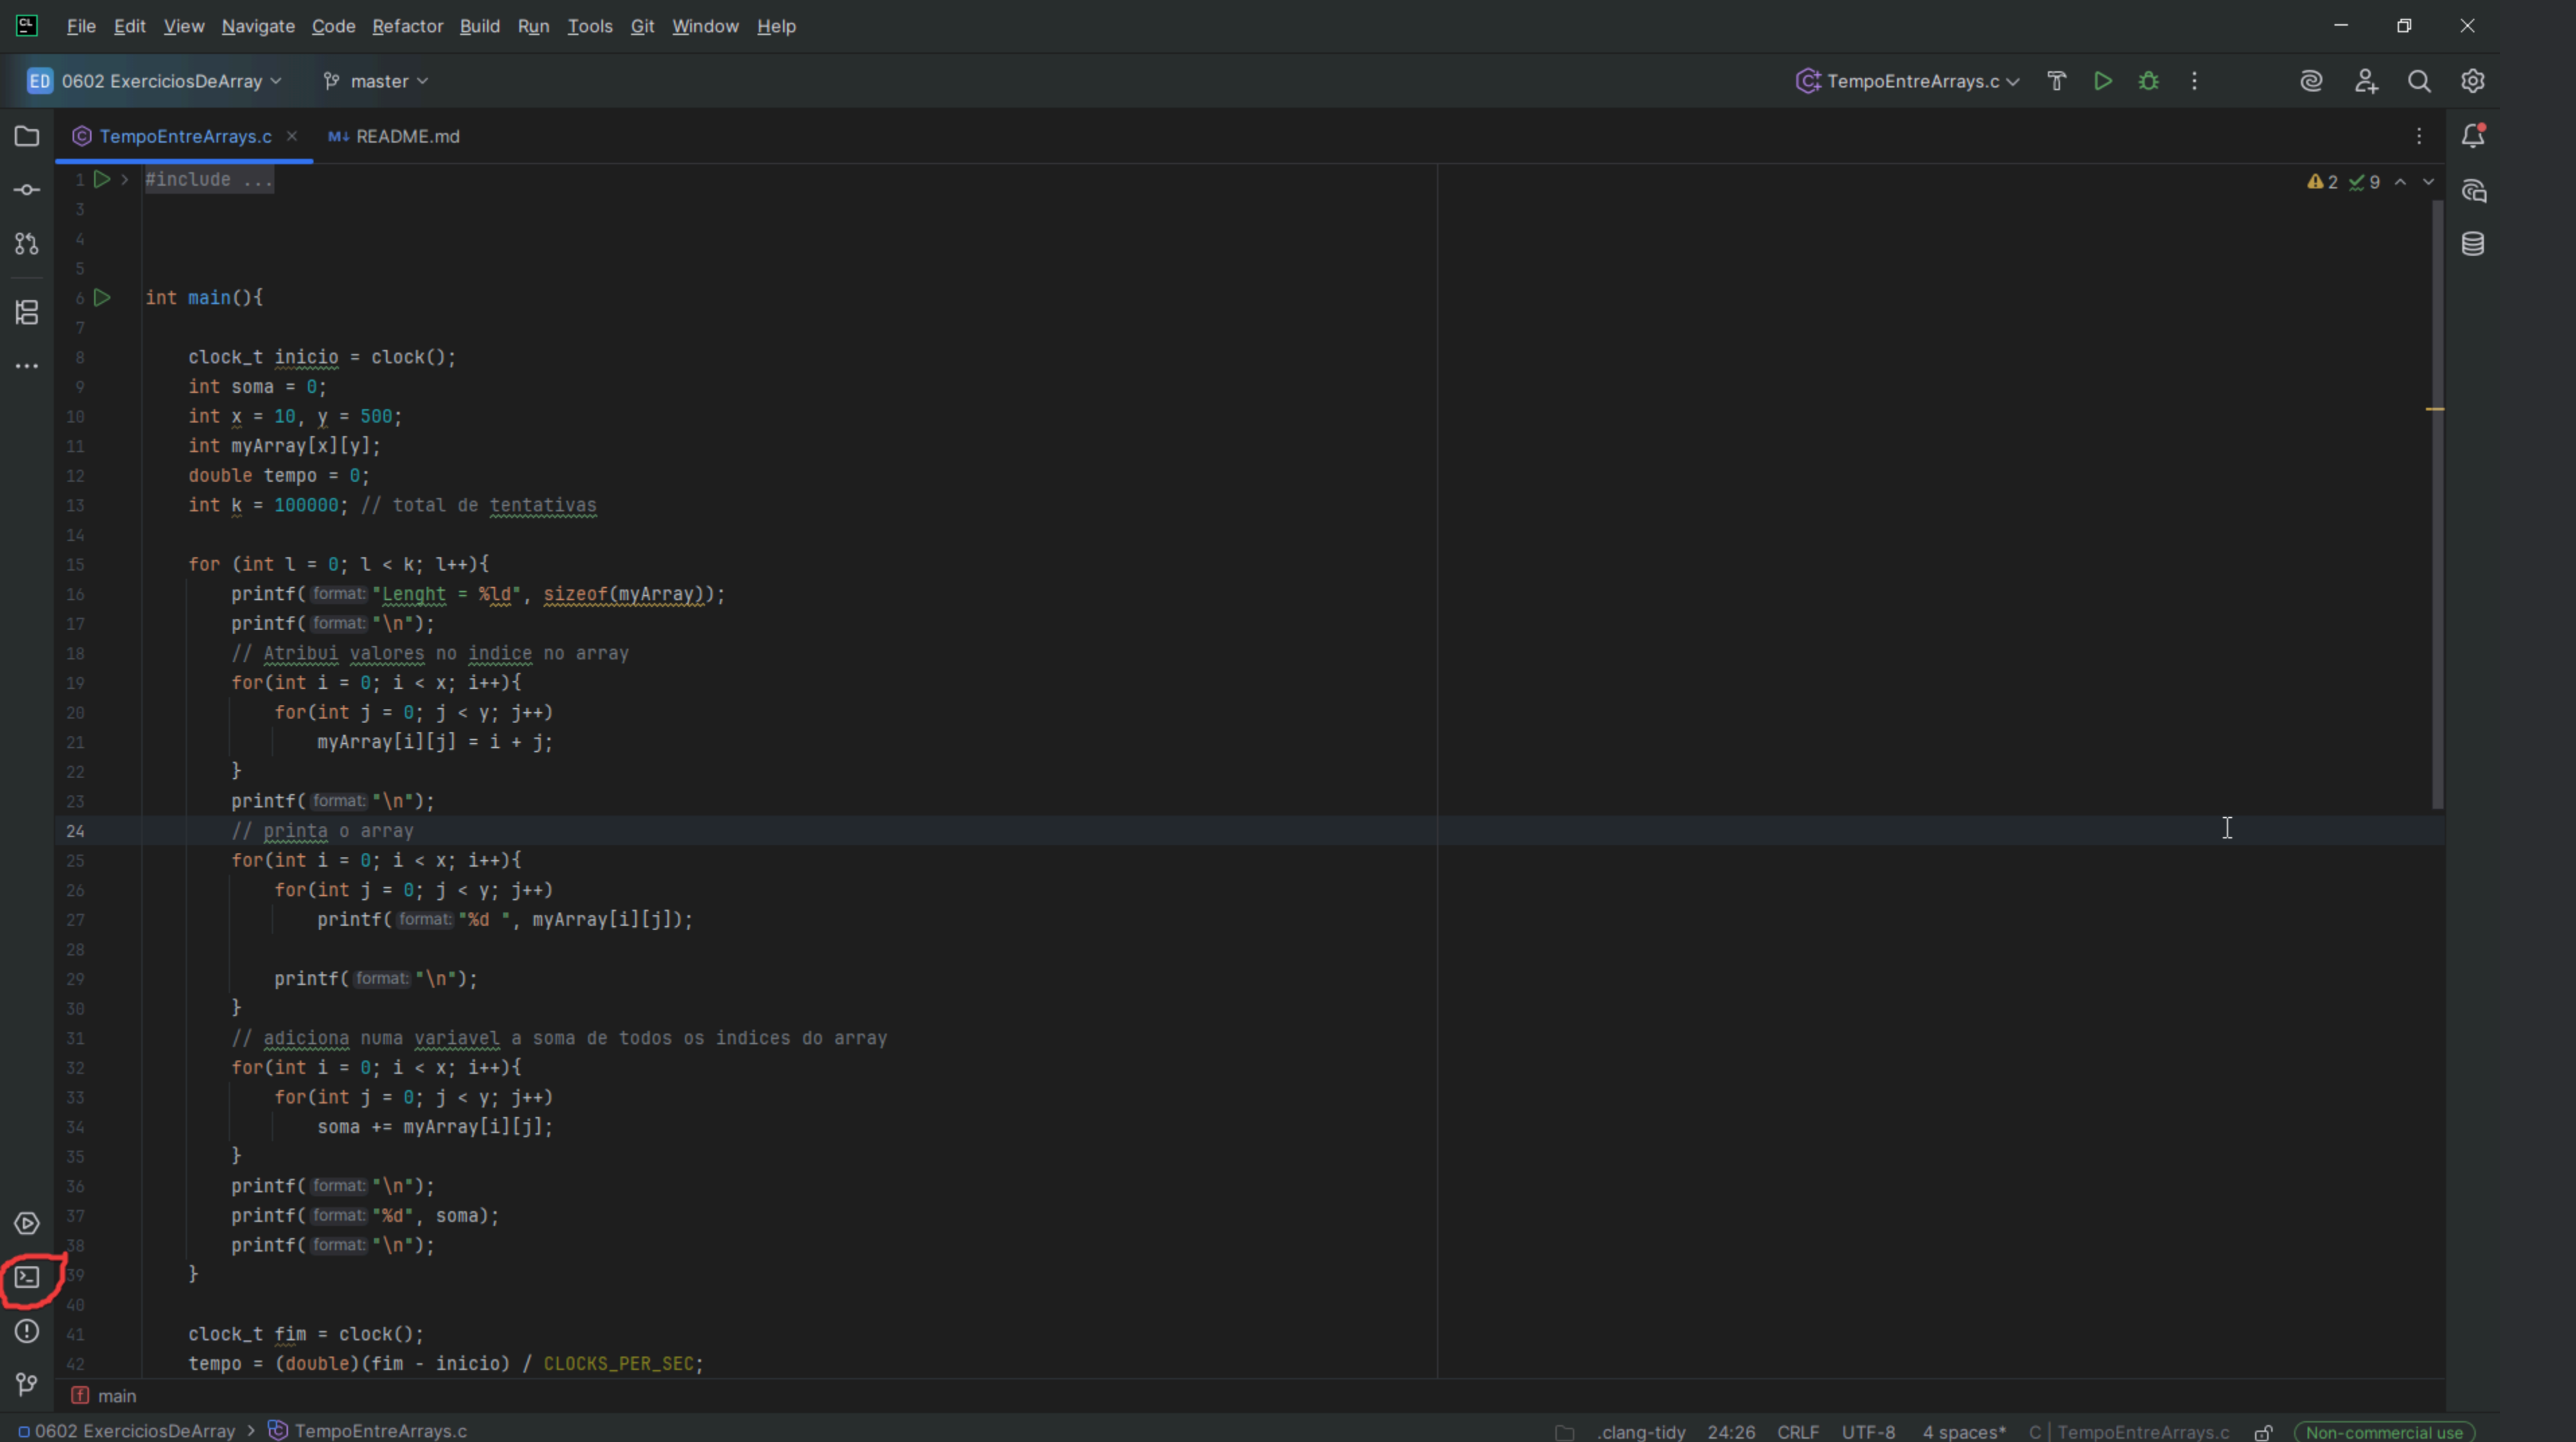 CL
File Edit View Navigate Code Refactor Build Run Tools Git Window Help
ED 0602 ExerciciosDeArray master TempoEntreArrays.c
TempoEntreArrays.c README.md
1 #include ...
2 9
3
4
5
6 int main(){
7
8 clock_t inicio = clock();
9 int soma = 0;
10 int x = 10, y = 500;
11 int myArray[x][y];
12 double tempo = 0;
13 int k = 100000; // total de tentativas
14
15 for (int l = 0; l < k; l++){
16 printf( format: "Lenght = %ld", sizeof(myArray));
17 printf( format: "\n");
18 // Atribui valores no indice no array
19 for(int i = 0; i < x; i++){
20 for(int j = 0; j < y; j++)
21 myArray[i][j] = i + j;
22 }
23 printf( format: "\n");
24 // printa o array
25 for(int i = 0; i < x; i++){
26 for(int j = 0; j < y; j++)
27 printf( format: "%d ", myArray[i][j]);
28
29 printf( format: "\n");
30 }
31 // adiciona numa variavel a soma de todos os indices do array
32 for(int i = 0; i < x; i++){
33 for(int j = 0; j < y; j++)
34 soma += myArray[i][j];
35 }
36 printf( format: "\n");
37 printf( format: "%d", soma);
38 printf( format: "\n");
39 }
40
41 clock_t fim = clock();
42 tempo = (double)(fim - inicio) / CLOCKS_PER_SEC;
f main
0602 ExerciciosDeArray > TempoEntreArrays.c .clang-tidy 24:26 CRLF UTF-8 4 spaces* C | TempoEntreArrays.c Non-commercial use